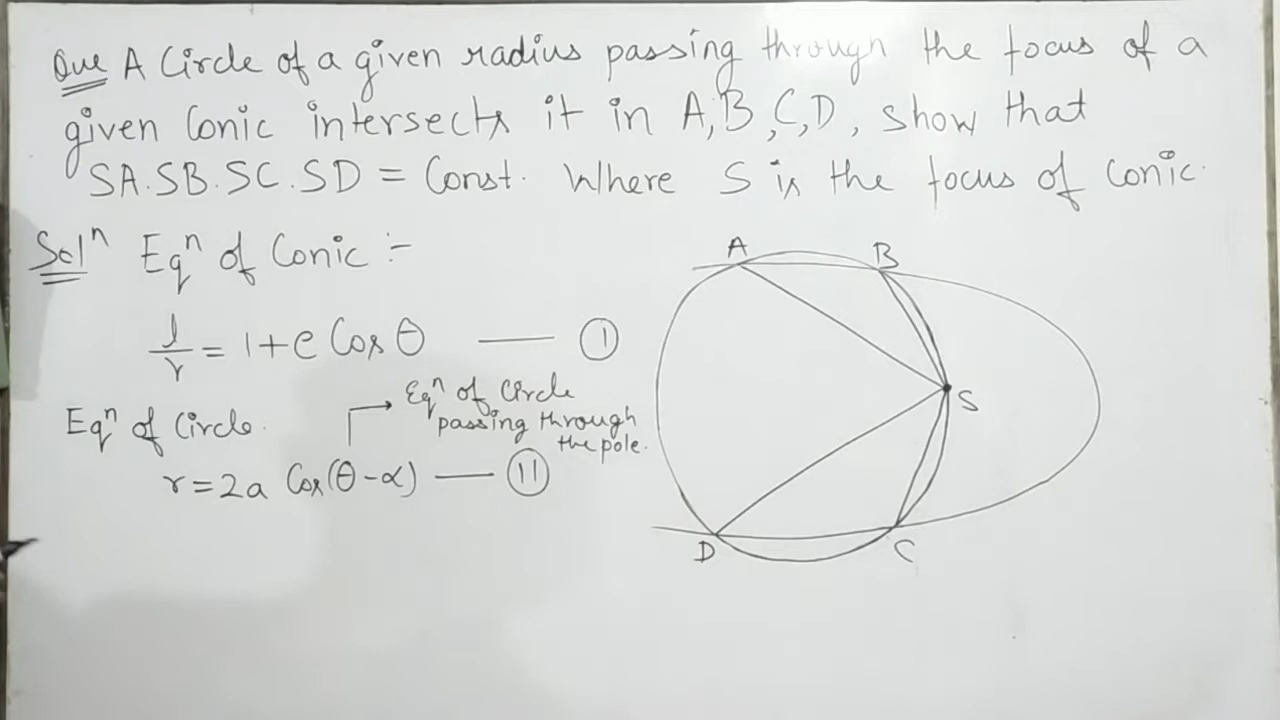 Que A Circle of a given radius passing through the focus of a
given Conic intersects it in A,B,C,D, show that
SA.SB.SC.SD = Const. Where S is the focus of conic.
Solⁿ Eqⁿ of Conic :-
l/r = 1+e Cosθ — (I)
Eqⁿ of Circle.
→ Eqⁿ of Circle
passing through
the pole.
r=2a Cos(θ-α) — (II)
A
B
S
D
C